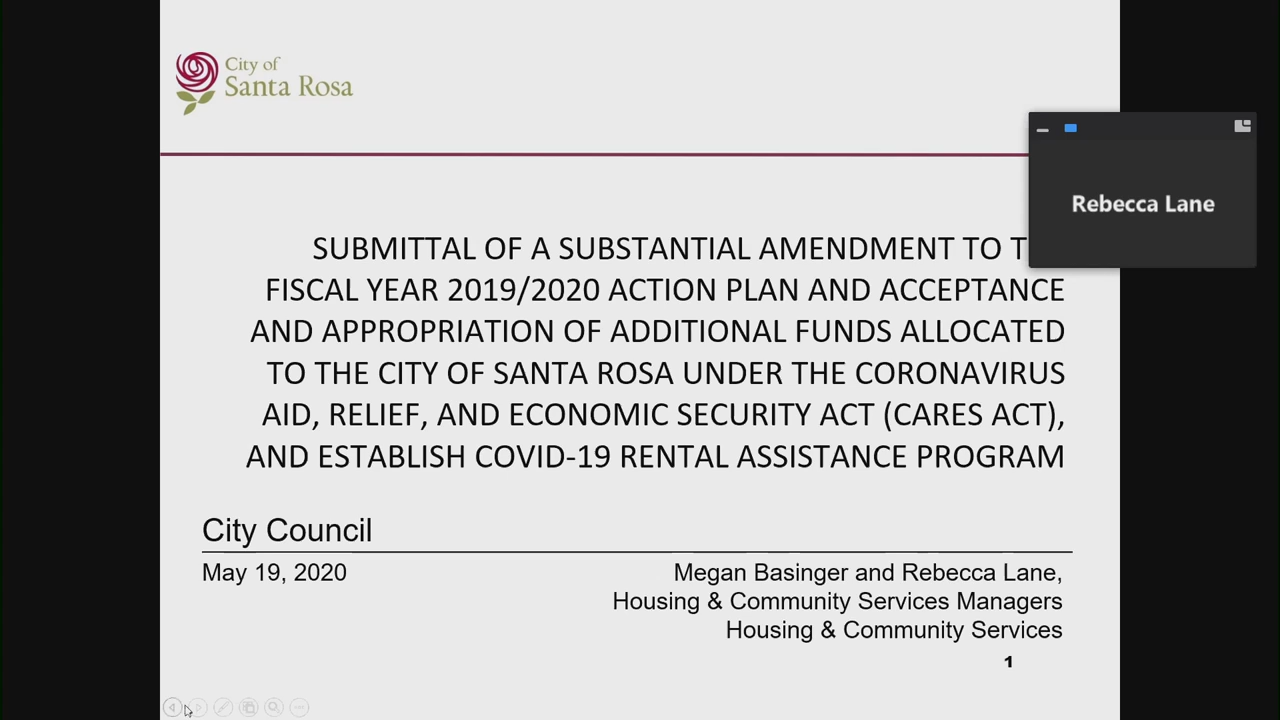 City of
Santa Rosa
Rebecca Lane
SUBMITTAL OF A SUBSTANTIAL AMENDMENT TO
FISCAL YEAR 2019/2020 ACTION PLAN AND ACCEPTANCE
AND APPROPRIATION OF ADDITIONAL FUNDS ALLOCATED
TO THE CITY OF SANTA ROSA UNDER THE CORONAVIRUS
AID, RELIEF, AND ECONOMIC SECURITY ACT (CARES ACT),
AND ESTABLISH COVID-19 RENTAL ASSISTANCE PROGRAM
City Council
May 19, 2020
Megan Basinger and Rebecca Lane,
Housing & Community Services Managers
Housing & Community Services
1